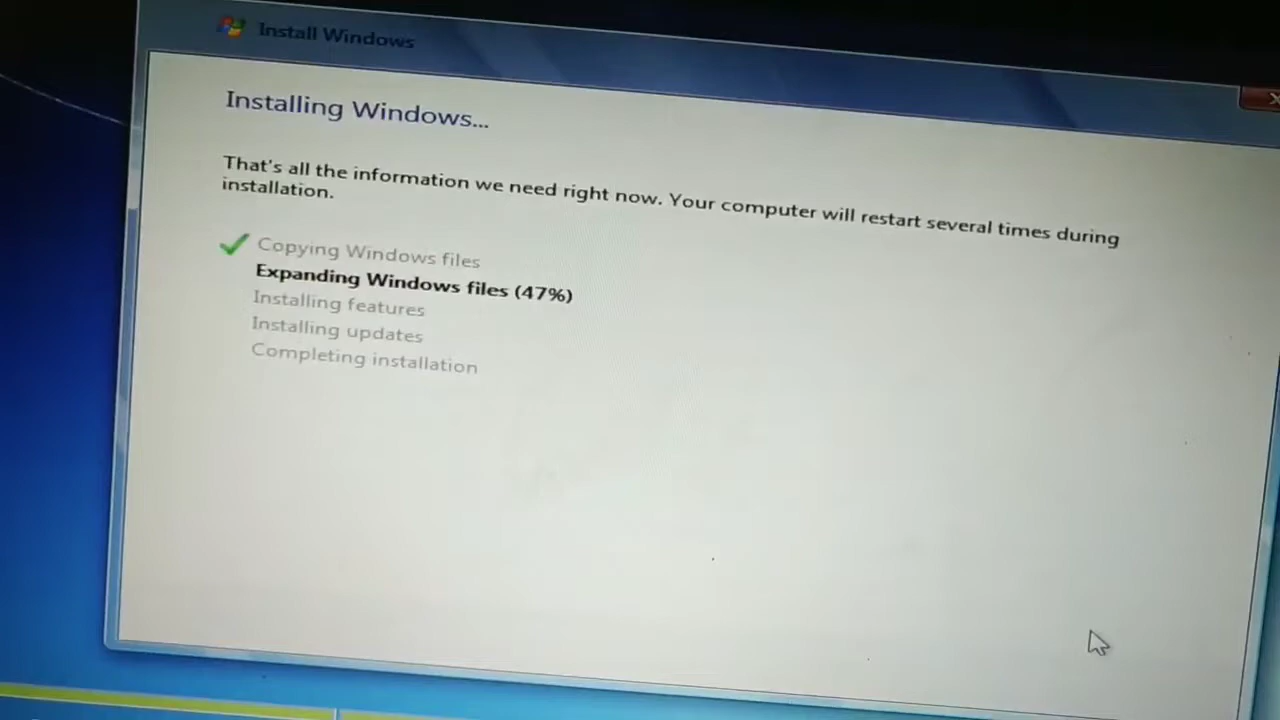 Install Windows
Installing Windows...
That's all the information we need right now. Your computer will restart several times during
installation.
Copying Windows files
Expanding Windows files (47%)
Installing features
Installing updates
Completing installation